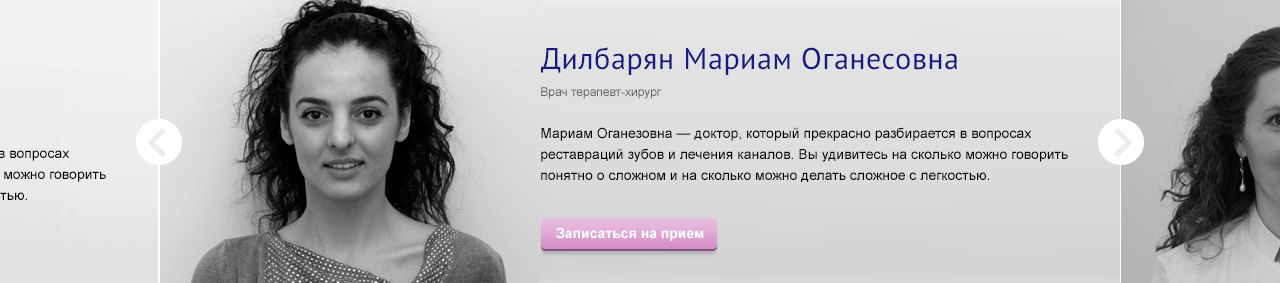 в вопросах
можно говорить
тью.
Дилбарян Мариам Оганесовна
Врач терапевт-хирург
Мариам Оганезовна — доктор, который прекрасно разбирается в вопросах
реставраций зубов и лечения каналов. Вы удивитесь на сколько можно говорить
понятно о сложном и на сколько можно делать сложное с легкостью.
Записаться на прием